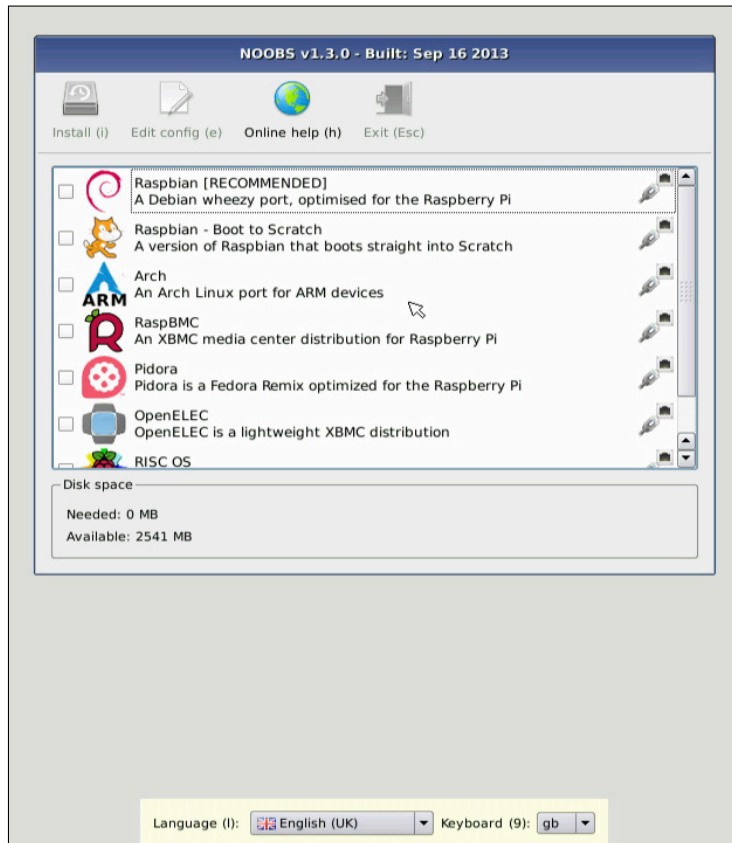 NOOBS v1.3.0 - Built: Sep 16 2013
Install (i) Edit config (e) Online help (h) Exit (Esc)
Raspbian [RECOMMENDED]
A Debian wheezy port, optimised for the Raspberry Pi
Raspbian - Boot to Scratch
A version of Raspbian that boots straight into Scratch
Arch
An Arch Linux port for ARM devices
ARM
RaspBMC
An XBMC media center distribution for Raspberry Pi
Pidora
Pidora is a Fedora Remix optimized for the Raspberry Pi
OpenELEC
OpenELEC is a lightweight XBMC distribution
RISC OS
Disk space
Needed: 0 MB
Available: 2541 MB
Language (l): English (UK) Keyboard (9): gb